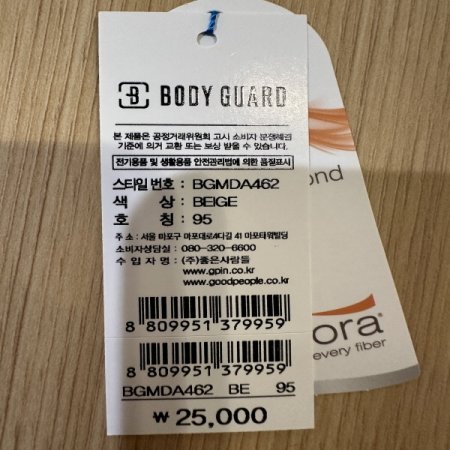 B BODY GUARD
본 제품은 공정거래위원회 고시 소비자 분쟁해결
기준에 의거 교환 또는 보상 받을 수 있습니다.
전기용품 및 생활용품 안전관리법에 의한 품질표시
스타일 번호 : BGMDA462
색 상 : BEIGE
호 칭 : 95
주 소 : 서울 마포구 마포대로4다길 41 마포타워빌딩
소비자상담실 : 080-320-6600
수 입 자 명 : (주)좋은사람들
www.gpin.co.kr
www.goodpeople.co.kr
8 809951 379959
8 809951 379959
BGMDA462 BE 95
₩ 25,000
ond
ora®
every fiber